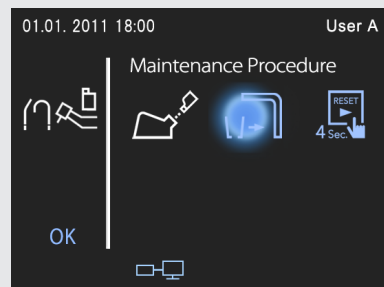 01.01. 2011 18:00 User A
Maintenance Procedure
RESET
4 Sec.
OK